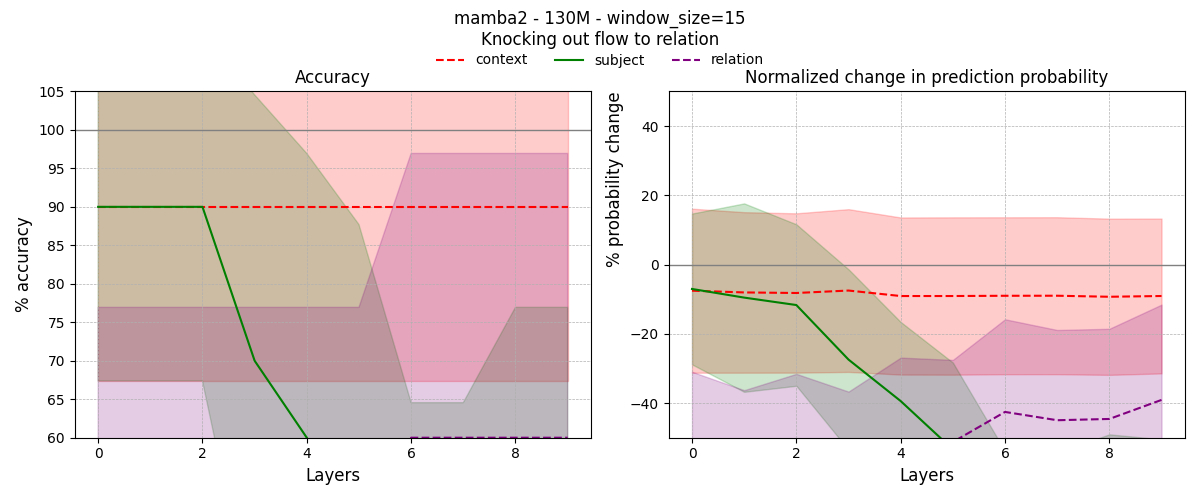 mamba2 - 130M - window_size=15
Knocking out flow to relation
context subject relation
Accuracy
% accuracy
105
100
95
90
85
80
75
70
65
60
0 2 4 6 8
Layers
Normalized change in prediction probability
% probability change
40
20
0
−20
−40
0 2 4 6 8
Layers